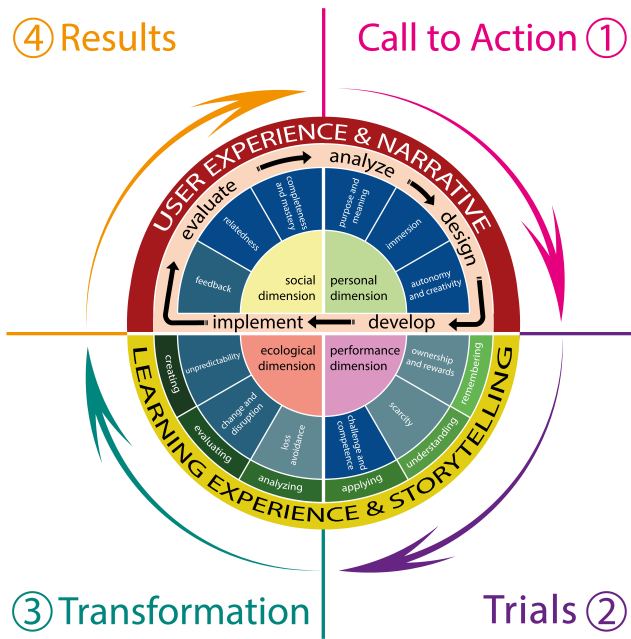 ④ Results
Call to Action ①
USER EXPERIENCE & NARRATIVE
evaluate
analyze
design
develop
implement
feedback
relatedness
completeness
and mastery
purpose and
meaning
immersion
autonomy
and creativity
social
dimension
personal
dimension
ecological
dimension
performance
dimension
unpredictability
change and
disruption
loss
avoidance
challenge and
competence
scarcity
ownership
and rewards
creating
evaluating
analyzing
applying
understanding
remembering
LEARNING EXPERIENCE & STORYTELLING
③ Transformation
Trials ②